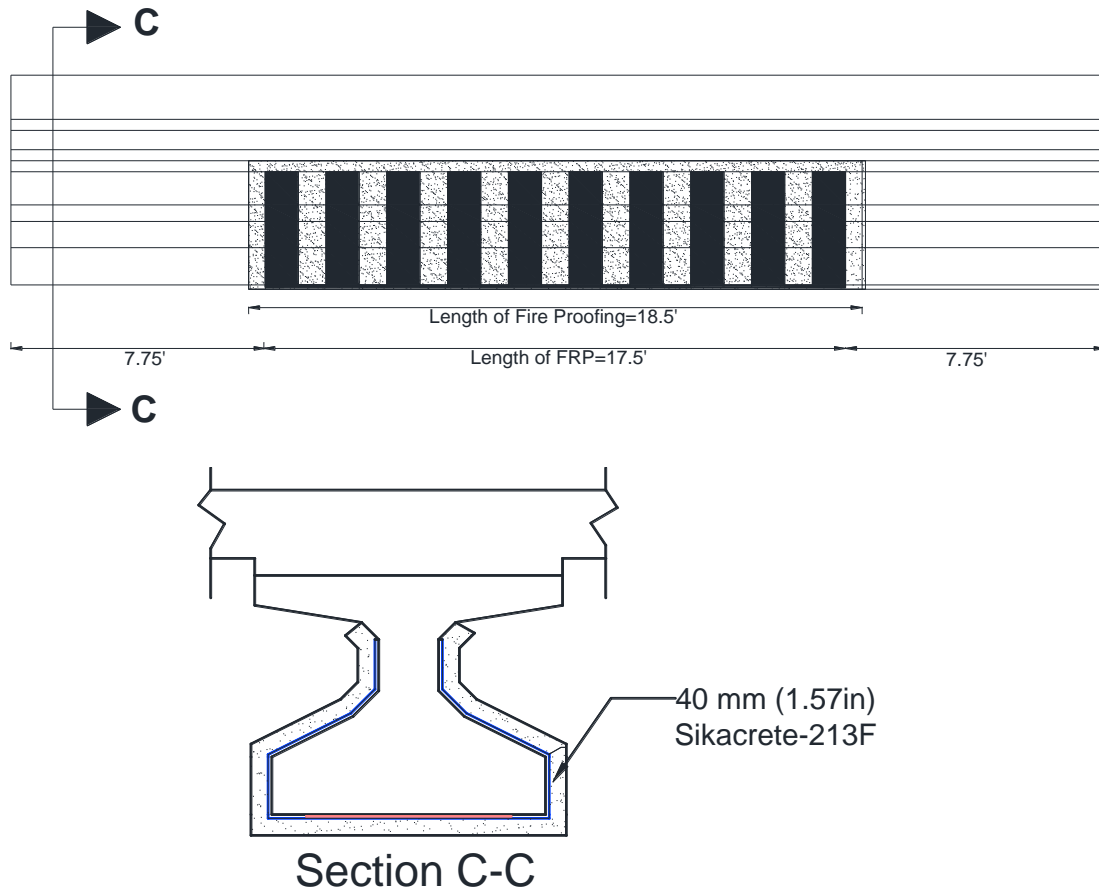 C
Length of Fire Proofing=18.5'
7.75'
Length of FRP=17.5'
7.75'
C
40 mm (1.57in)
Sikacrete-213F
Section C-C